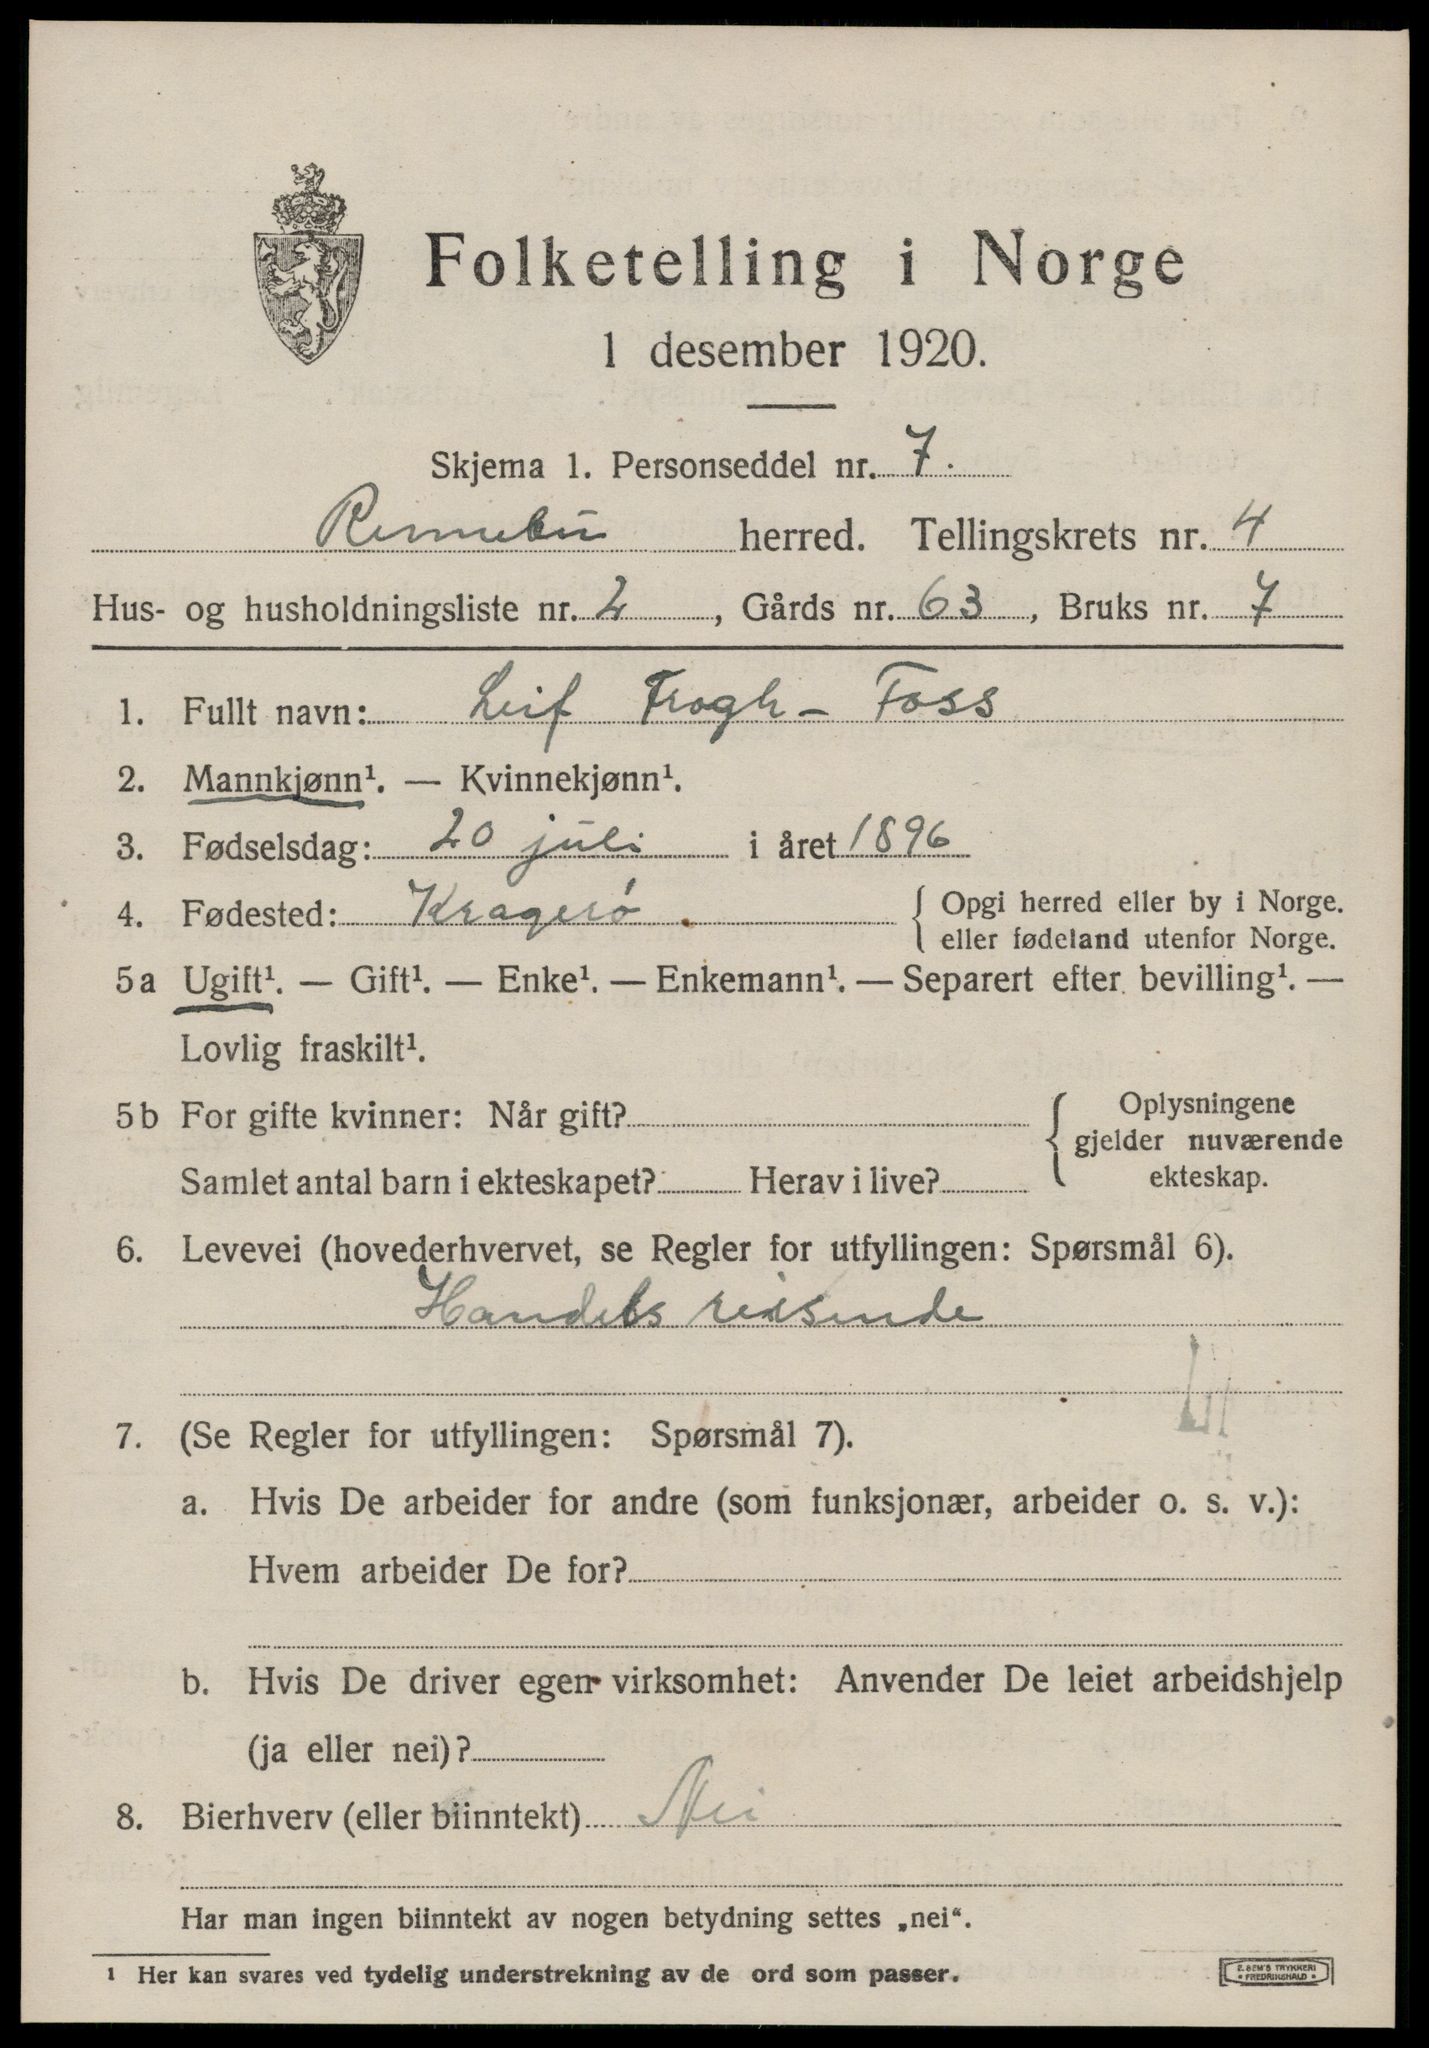 Folketelling i Norge
1 desember 1920.
Skjema 1. Personseddel nr. 7.
Rennebu herred. Tellingskrets nr. 4
Hus- og husholdningsliste nr. 2, Gårds nr. 63, Bruks nr. 7
1. Fullt navn: Leif Trogh - Foss
2. Mannkjønn¹. — Kvinnekjønn¹.
3. Fødselsdag: 20 juli i året 1896
4. Fødested: Kragerø . { Opgi herred eller by i Norge.
eller fødeland utenfor Norge.
5a Ugift¹. — Gift¹. — Enke¹. — Enkemann¹. — Separert efter bevilling¹. —
Lovlig fraskilt¹.
5b For gifte kvinner: Når gift?
Samlet antal barn i ekteskapet? Herav i live?
{ Oplysningene
gjelder nuværende
ekteskap.
6. Levevei (hovederhvervet, se Regler for utfyllingen: Spørsmål 6).
Handels reisende
7. (Se Regler for utfyllingen: Spørsmål 7).
a. Hvis De arbeider for andre (som funksjonær, arbeider o. s. v.):
Hvem arbeider De for?
b. Hvis De driver egen virksomhet: Anvender De leiet arbeidshjelp
(ja eller nei)?
8. Bierhverv (eller biinntekt) Nei
Har man ingen biinntekt av nogen betydning settes „nei“.
¹ Her kan svares ved tydelig understrekning av de ord som passer.
E. SEM'S TRYKKERI
• FREDRIKSHALD •